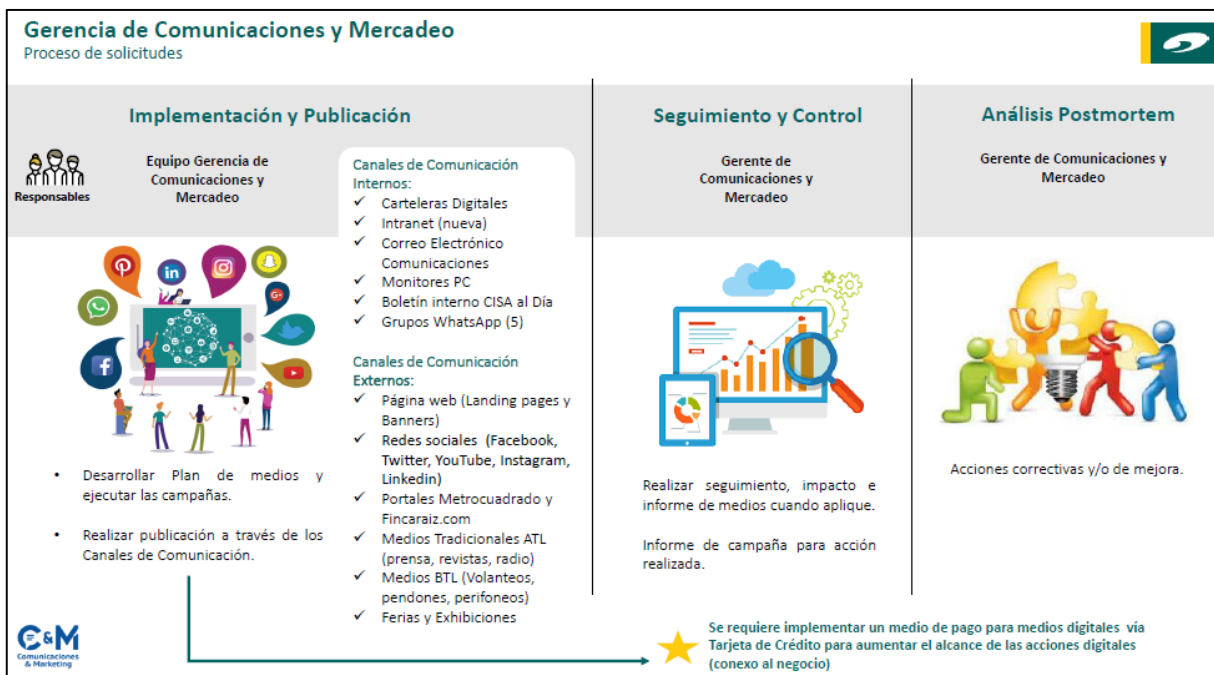 Gerencia de Comunicaciones y Mercadeo
Proceso de solicitudes
Implementación y Publicación
Responsables
Equipo Gerencia de
Comunicaciones y
Mercadeo
Canales de Comunicación
Internos:
✓ Carteleras Digitales
✓ Intranet (nueva)
✓ Correo Electrónico
Comunicaciones
✓ Monitores PC
✓ Boletín interno CISA al Día
✓ Grupos WhatsApp (5)
Canales de Comunicación
Externos:
✓ Página web (Landing pages y
Banners)
✓ Redes sociales (Facebook,
Twitter, YouTube, Instagram,
Linkedin)
✓ Portales Metrocuadrado y
Fincaraiz.com
✓ Medios Tradicionales ATL
(prensa, revistas, radio)
✓ Medios BTL (Volanteos,
pendones, perifoneos)
✓ Ferias y Exhibiciones
in
G+
f
• Desarrollar Plan de medios y
ejecutar las campañas.
• Realizar publicación a través de los
Canales de Comunicación.
Seguimiento y Control
Gerente de
Comunicaciones y
Mercadeo
Realizar seguimiento, impacto e
informe de medios cuando aplique.
Informe de campaña para acción
realizada.
Análisis Postmortem
Gerente de Comunicaciones y
Mercadeo
Acciones correctivas y/o de mejora.
C&M
Comunicaciones
& Marketing
Se requiere implementar un medio de pago para medios digitales vía
Tarjeta de Crédito para aumentar el alcance de las acciones digitales
(conexo al negocio)